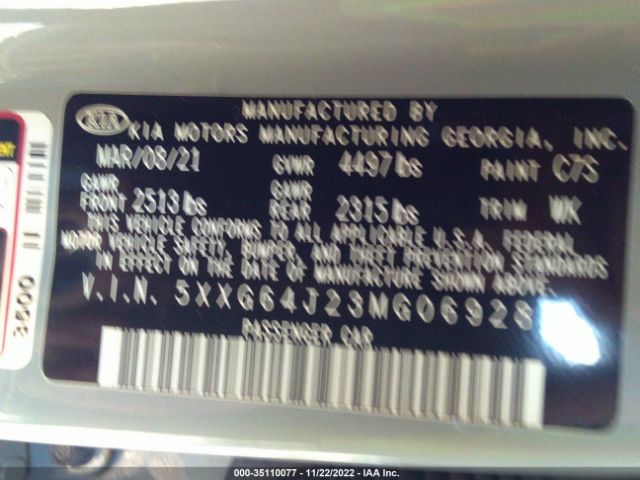 KIA
MANUFACTURED BY
KIA MOTORS MANUFACTURING GEORGIA, INC.
MAR/08/21 GVWR 4497 lbs PAINT C7S
GAWR FRONT 2513 lbs GAWR REAR 2315 lbs TRIM WK
THIS VEHICLE CONFORMS TO ALL APPLICABLE U.S.A. FEDERAL
MOTOR VEHICLE SAFETY, BUMPER, AND THEFT PREVENTION STANDARDS
IN EFFECT ON THE DATE OF MANUFACTURE SHOWN ABOVE.
V.I.N. 5XXG64J23MG06928
PASSENGER CAR
000-35110077 - 11/22/2022 - IAA Inc.